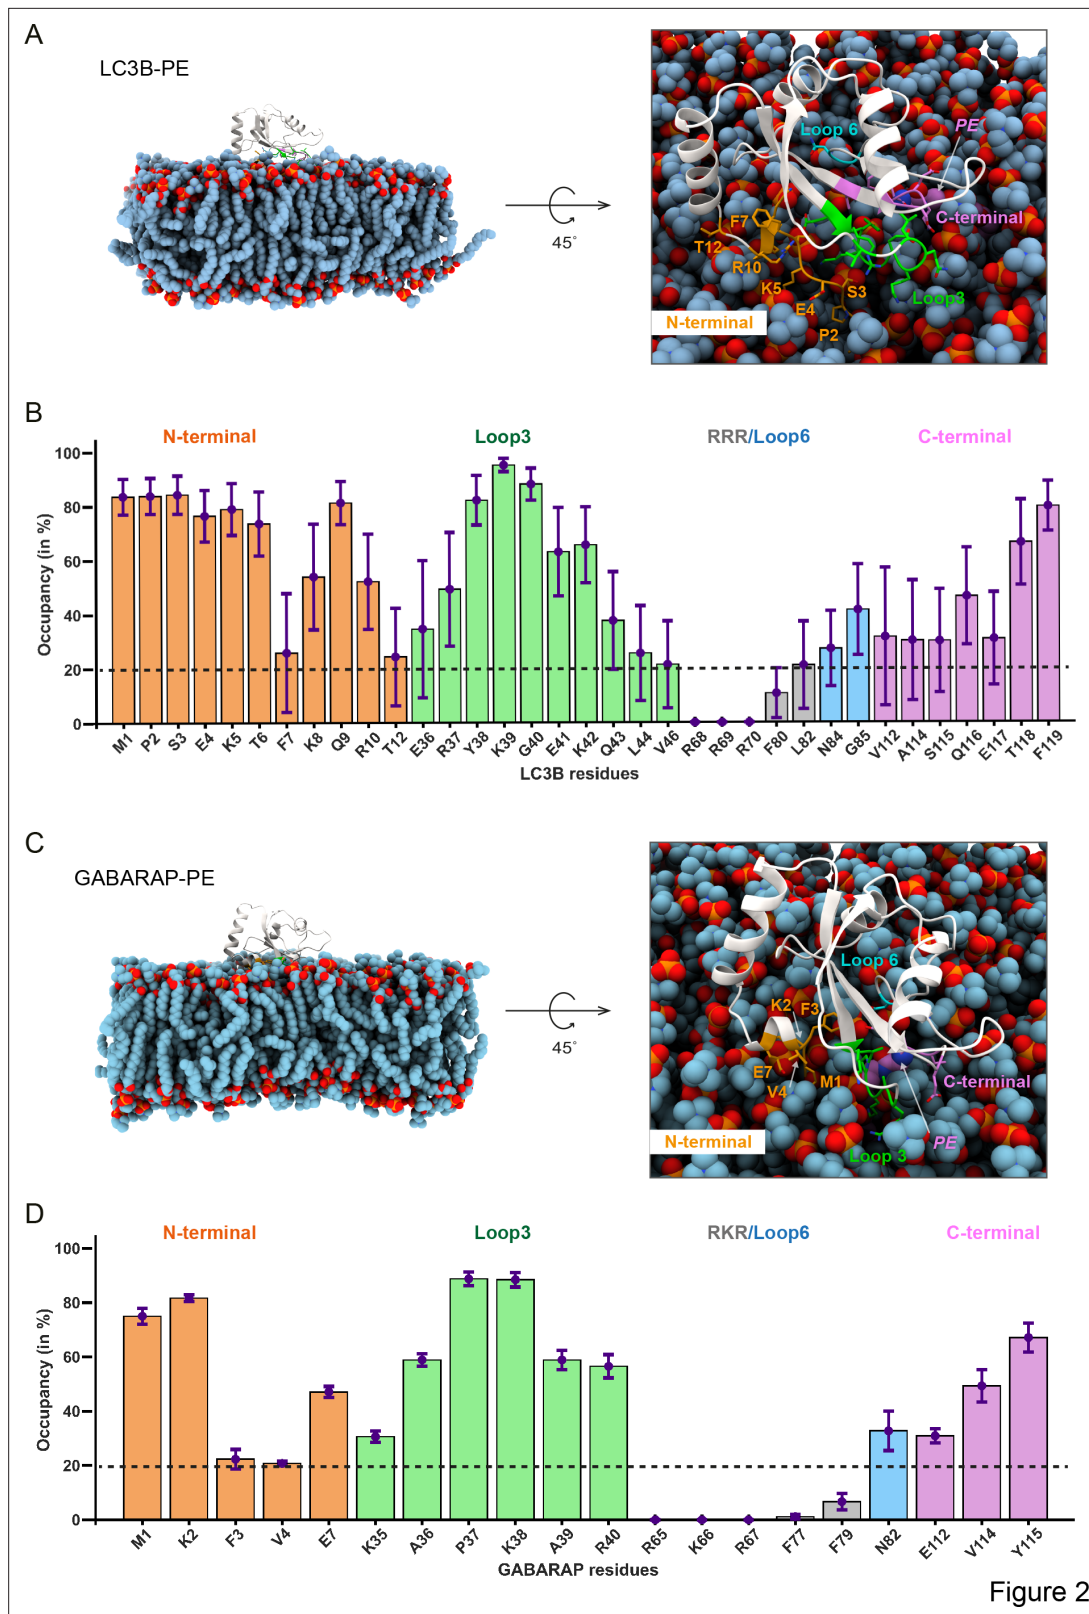 A
LC3B-PE
45°
Loop 6
PE
C-terminal
F7
T12
R10
K5
S3
Loop3
E4
N-terminal
P2
B
N-terminal
Loop3
RRR/Loop6
C-terminal
Occupancy (in %)
100
80
60
40
20
0
M1 P2 S3 E4 K5 T6 F7 K8 Q9 R10 T12 E36 R37 Y38 K39 G40 E41 K42 Q43 L44 V46 R68 R69 R70 F80 L82 N84 G85 V112 A114 S115 Q116 E117 T118 F119
LC3B residues
C
GABARAP-PE
45°
Loop 6
K2 F3
E7
V4
M1
C-terminal
N-terminal
PE
Loop 3
D
N-terminal
Loop3
RKR/Loop6
C-terminal
Occupancy (in %)
100
80
60
40
20
0
M1 K2 F3 V4 E7 K35 A36 P37 K38 A39 R40 R65 K66 R67 F77 F79 N82 E112 V114 Y115
GABARAP residues
Figure 2